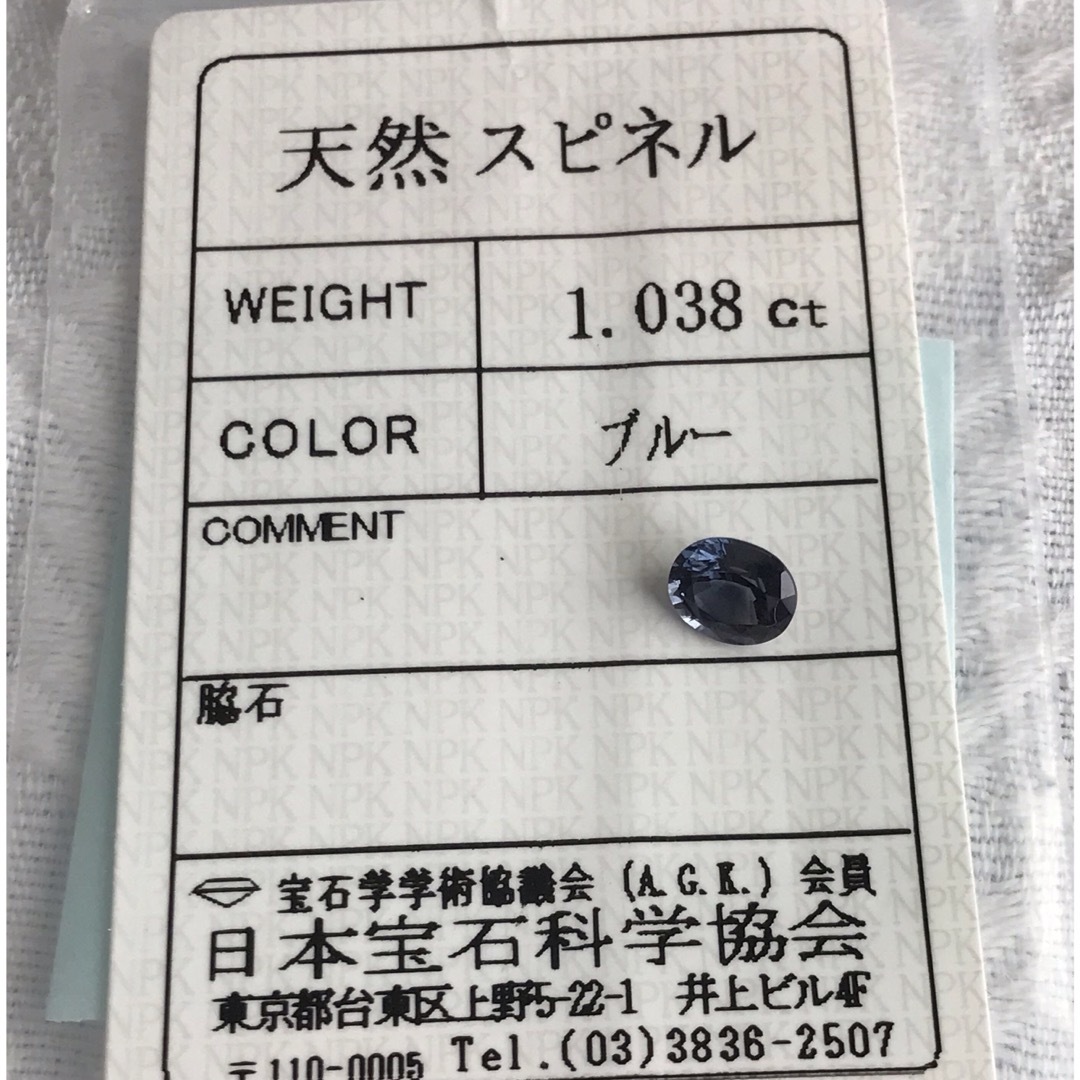 天然 スピネル
WEIGHT 1.038 ct
COLOR ブルー
COMMENT
脇石
宝石学学術協議会 (A.G.K.) 会員
日本宝石科学協会
東京都台東区上野5-22-1 井上ビル4F
〒110-0005 Tel.(03)3836-2507